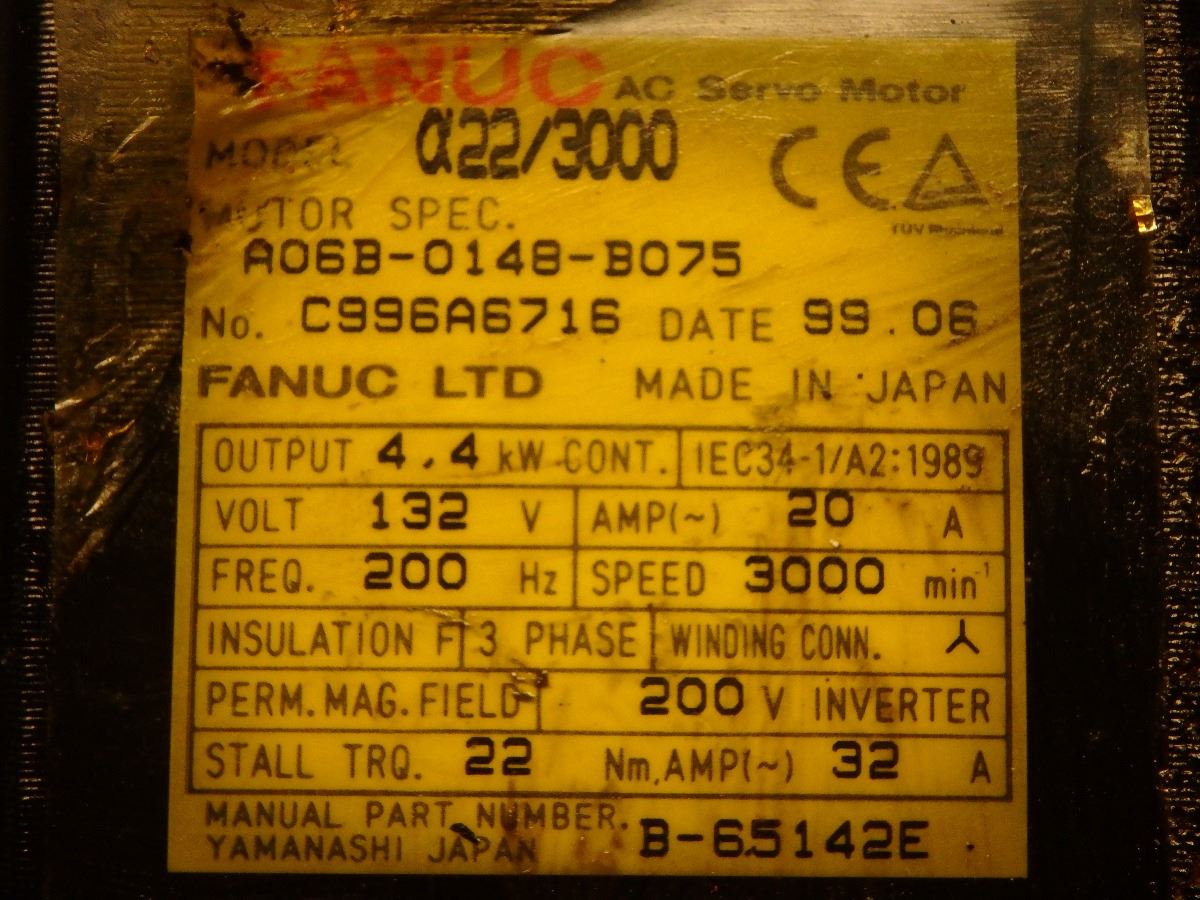 FANUC AC Servo Motor
MODEL α22/3000
CE
TÜV Rheinland
MOTOR SPEC.
A06B-0148-B075
No. C996A6716 DATE 99.06
FANUC LTD MADE IN JAPAN
OUTPUT 4.4 kW CONT. IEC34-1/A2:1989
VOLT 132 V AMP(~) 20 A
FREQ. 200 Hz SPEED 3000 min⁻¹
INSULATION F 3 PHASE WINDING CONN.
PERM.MAG.FIELD 200 V INVERTER
STALL TRQ. 22 Nm,AMP(~) 32 A
MANUAL PART NUMBER. B-65142E
YAMANASHI JAPAN